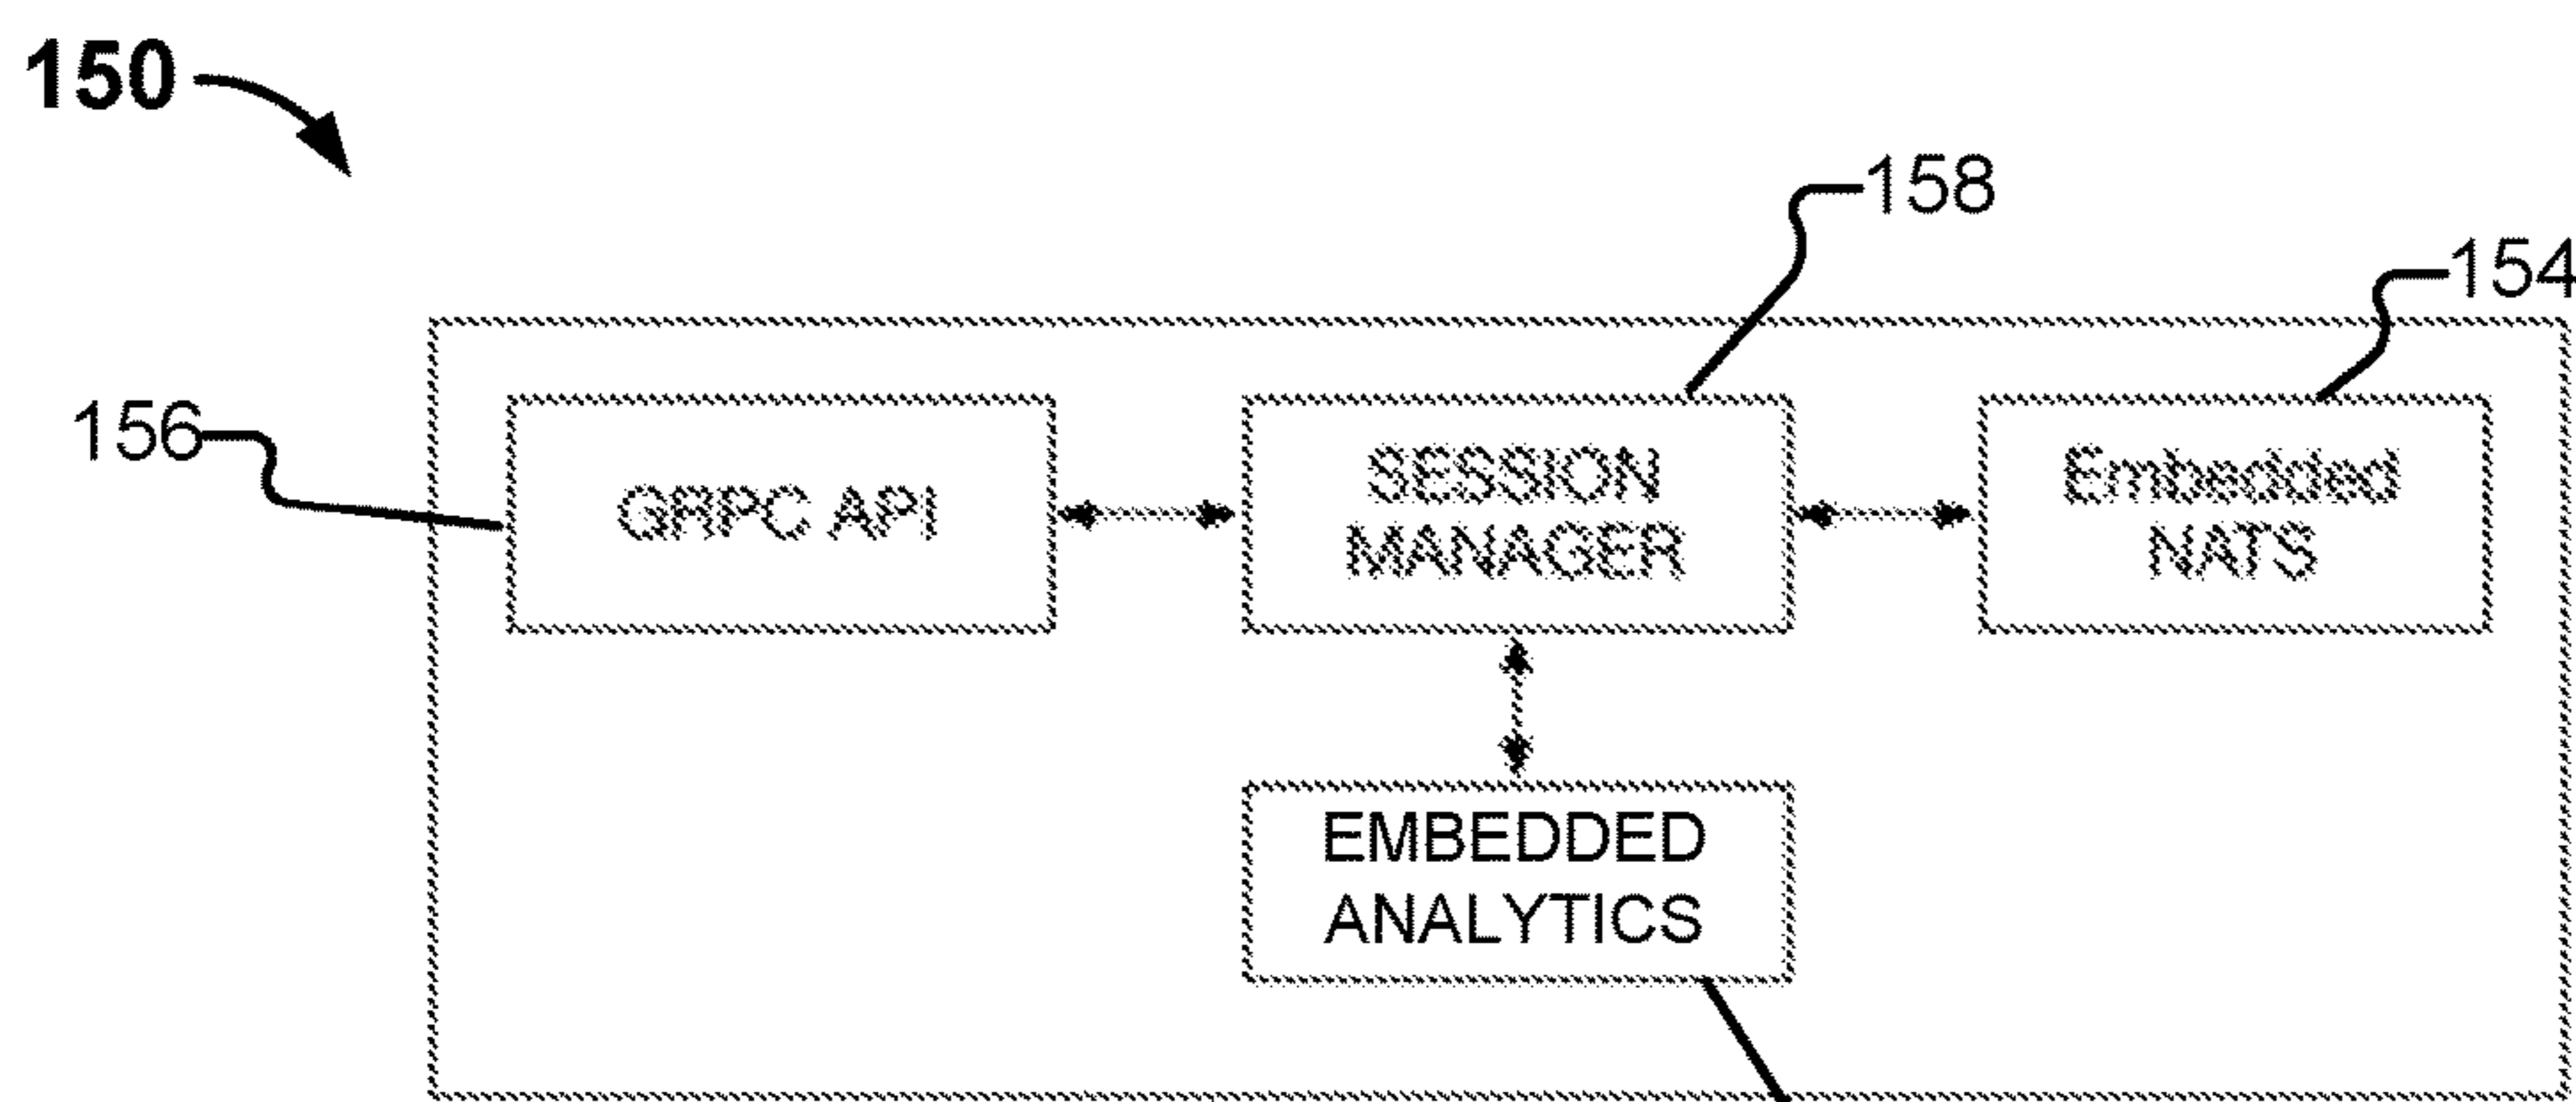 150
158
154
156
GRPC API
SESSION
MANAGER
Embedded
NATS
EMBEDDED
ANALYTICS